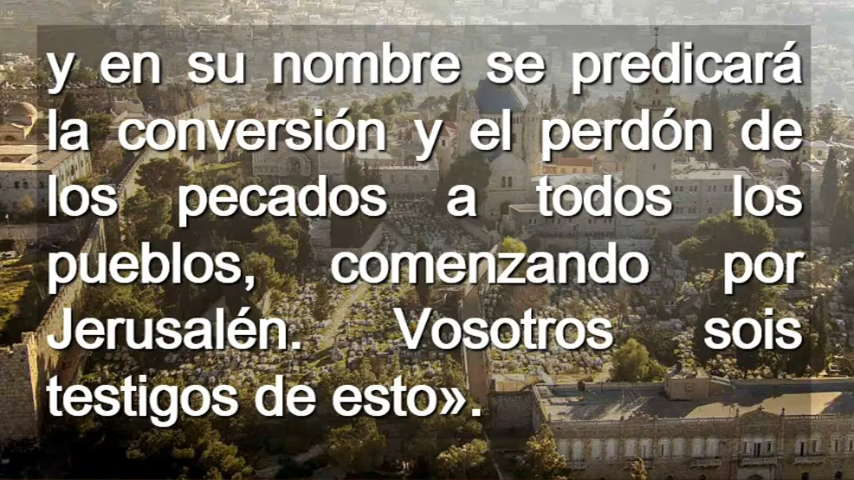 y en su nombre se predicará
la conversión y el perdón de
los pecados a todos los
pueblos, comenzando por
Jerusalén. Vosotros sois
testigos de esto».